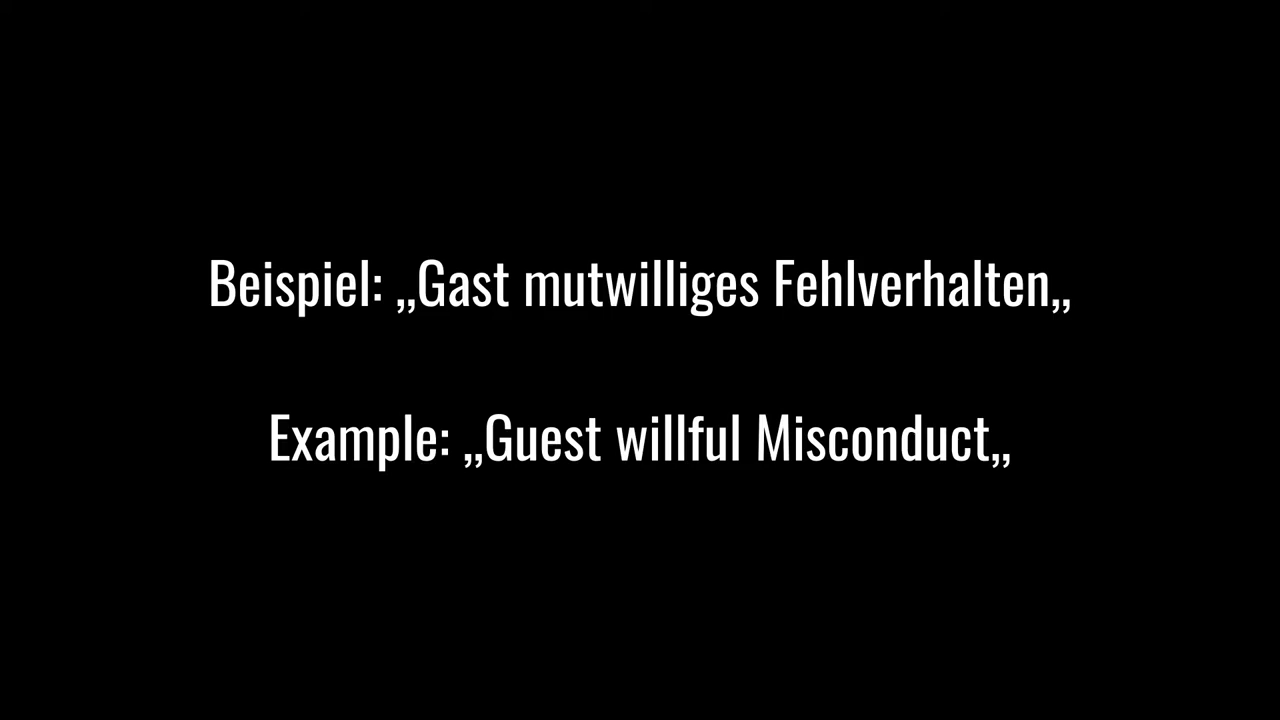 Beispiel: „Gast mutwilliges Fehlverhalten„
Example: „Guest willful Misconduct„